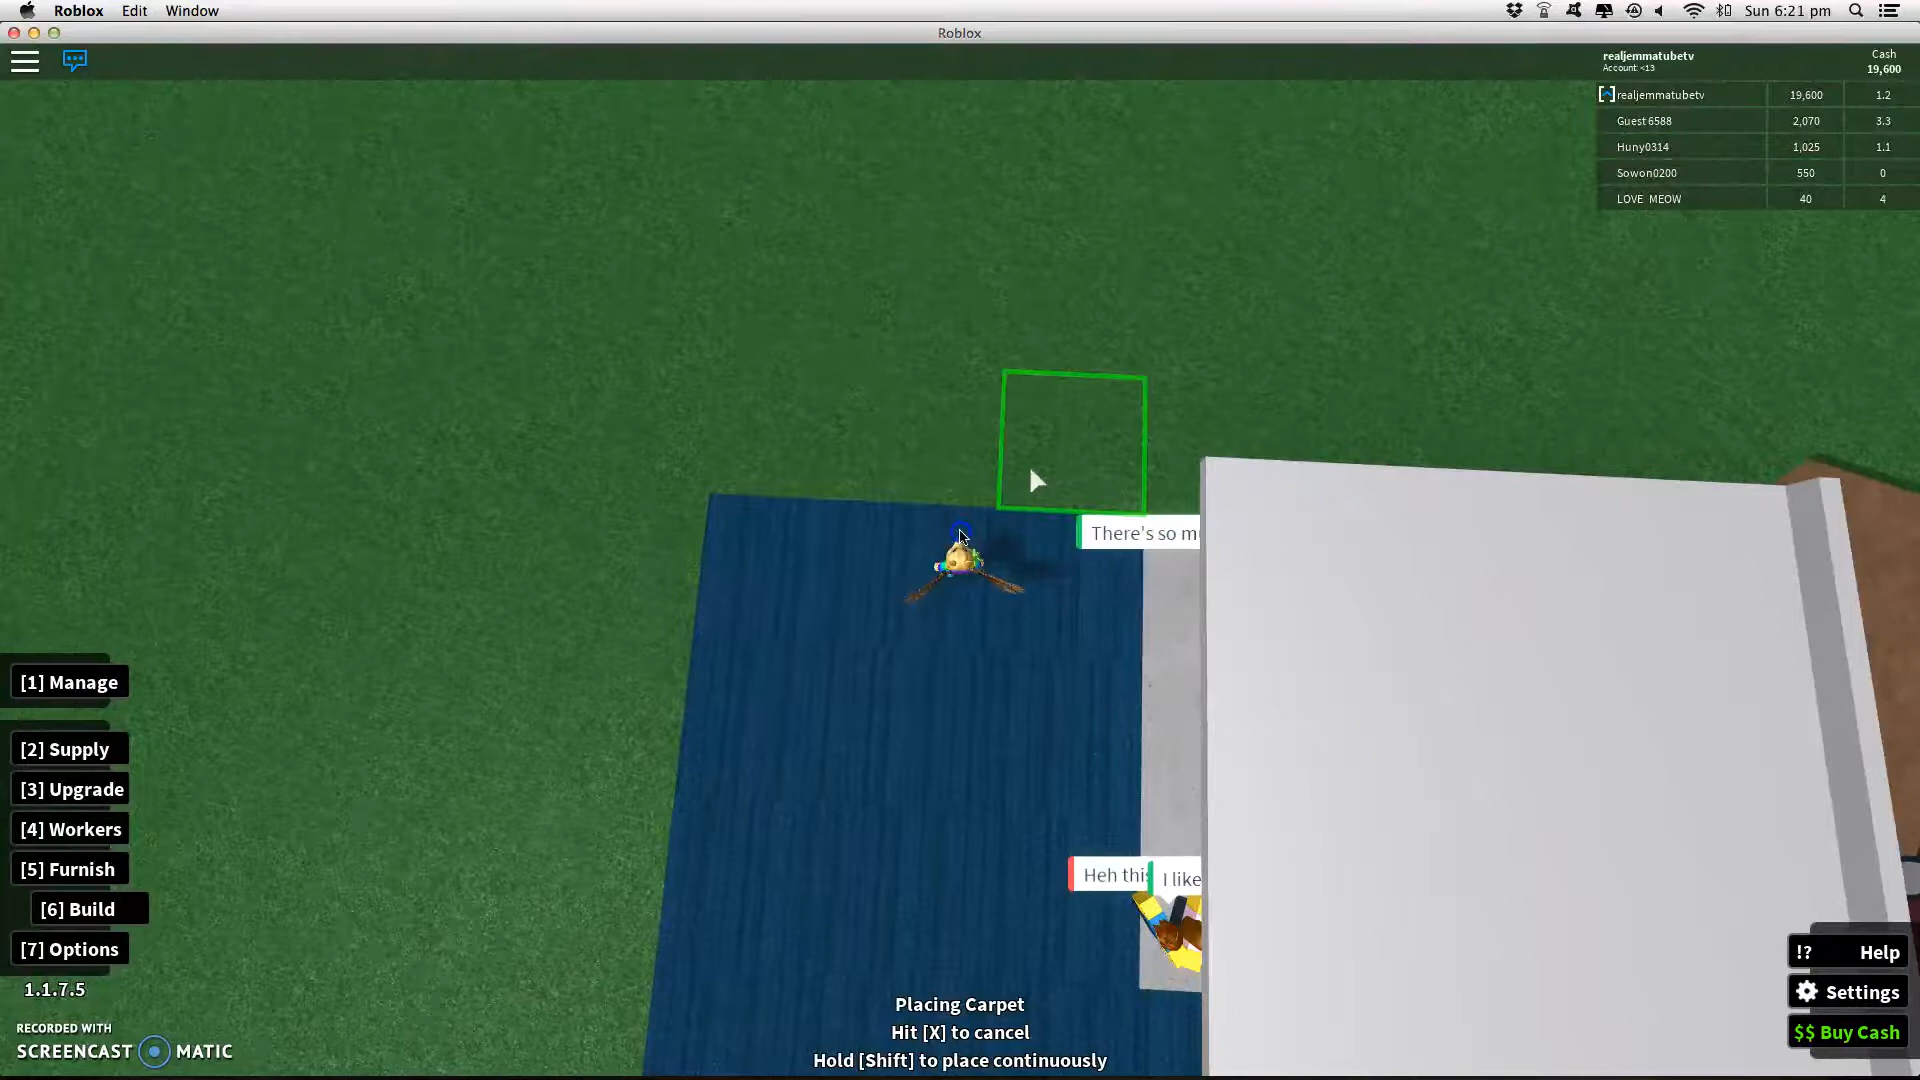 Roblox Edit Window Sun 6:21 pm
Roblox
realjemmatubetv Cash
Account: <13 19,600
realjemmatubetv 19,600 1.2
Guest 6588 2,070 3.3
Huny0314 1,025 1.1
Sowon0200 550 0
LOVE MEOW 40 4
There's so m
[1] Manage
[2] Supply
[3] Upgrade
[4] Workers
[5] Furnish
[6] Build
[7] Options
1.1.7.5
Heh this
I like
!? Help
Settings
$$ Buy Cash
Placing Carpet
Hit [X] to cancel
Hold [Shift] to place continuously
RECORDED WITH
SCREENCAST MATIC